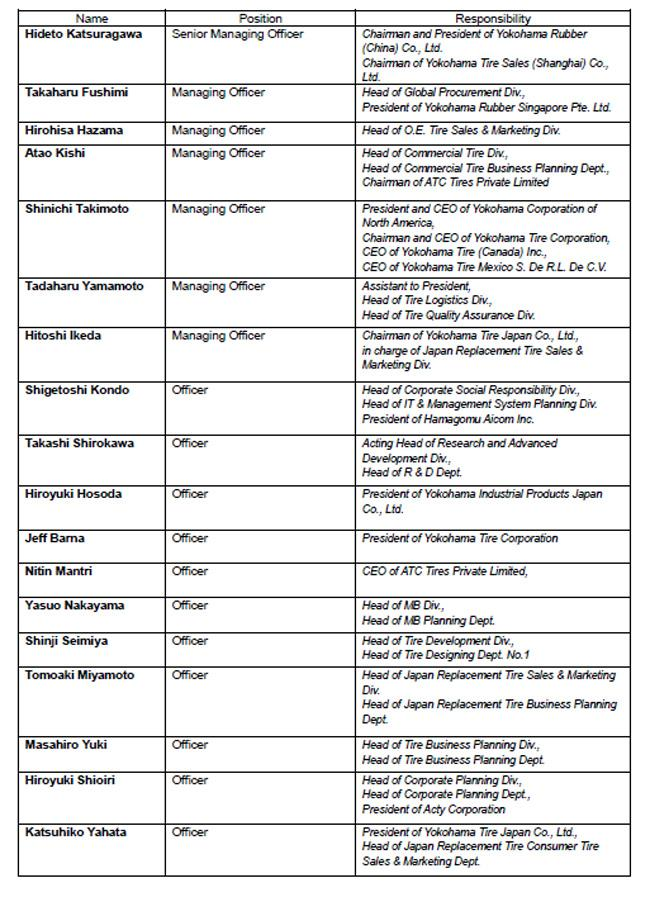 Name Position Responsibility
Hideto Katsuragawa Senior Managing Officer Chairman and President of Yokohama Rubber
(China) Co., Ltd.
Chairman of Yokohama Tire Sales (Shanghai) Co.,
Ltd.
Takaharu Fushimi Managing Officer Head of Global Procurement Div.,
President of Yokohama Rubber Singapore Pte. Ltd.
Hirohisa Hazama Managing Officer Head of O.E. Tire Sales & Marketing Div.
Atao Kishi Managing Officer Head of Commercial Tire Div.,
Head of Commercial Tire Business Planning Dept.,
Chairman of ATC Tires Private Limited
Shinichi Takimoto Managing Officer President and CEO of Yokohama Corporation of
North America,
Chairman and CEO of Yokohama Tire Corporation,
CEO of Yokohama Tire (Canada) Inc.,
CEO of Yokohama Tire Mexico S. De R.L. De C.V.
Tadaharu Yamamoto Managing Officer Assistant to President,
Head of Tire Logistics Div.,
Head of Tire Quality Assurance Div.
Hitoshi Ikeda Managing Officer Chairman of Yokohama Tire Japan Co., Ltd.,
in charge of Japan Replacement Tire Sales &
Marketing Div.
Shigetoshi Kondo Officer Head of Corporate Social Responsibility Div.,
Head of IT & Management System Planning Div.
President of Hamagomu Aicom Inc.
Takashi Shirokawa Officer Acting Head of Research and Advanced
Development Div.,
Head of R & D Dept.
Hiroyuki Hosoda Officer President of Yokohama Industrial Products Japan
Co., Ltd.
Jeff Barna Officer President of Yokohama Tire Corporation
Nitin Mantri Officer CEO of ATC Tires Private Limited,
Yasuo Nakayama Officer Head of MB Div.,
Head of MB Planning Dept.
Shinji Seimiya Officer Head of Tire Development Div.,
Head of Tire Designing Dept. No.1
Tomoaki Miyamoto Officer Head of Japan Replacement Tire Sales & Marketing
Div.
Head of Japan Replacement Tire Business Planning
Dept.
Masahiro Yuki Officer Head of Tire Business Planning Div.,
Head of Tire Business Planning Dept.
Hiroyuki Shioiri Officer Head of Corporate Planning Div.,
Head of Corporate Planning Dept.,
President of Acty Corporation
Katsuhiko Yahata Officer President of Yokohama Tire Japan Co., Ltd.,
Head of Japan Replacement Tire Consumer Tire
Sales & Marketing Dept.